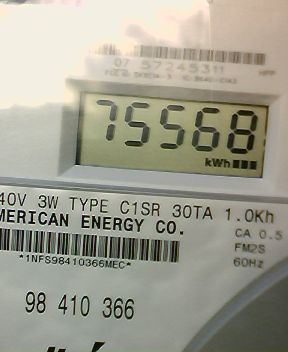 07 57245311
75568
kWh
40V 3W TYPE C1SR 30TA 1.0Kh
MERICAN ENERGY CO.
CA 0.5
FM2S
*1NFS98410366MEC*
60Hz
98 410 366